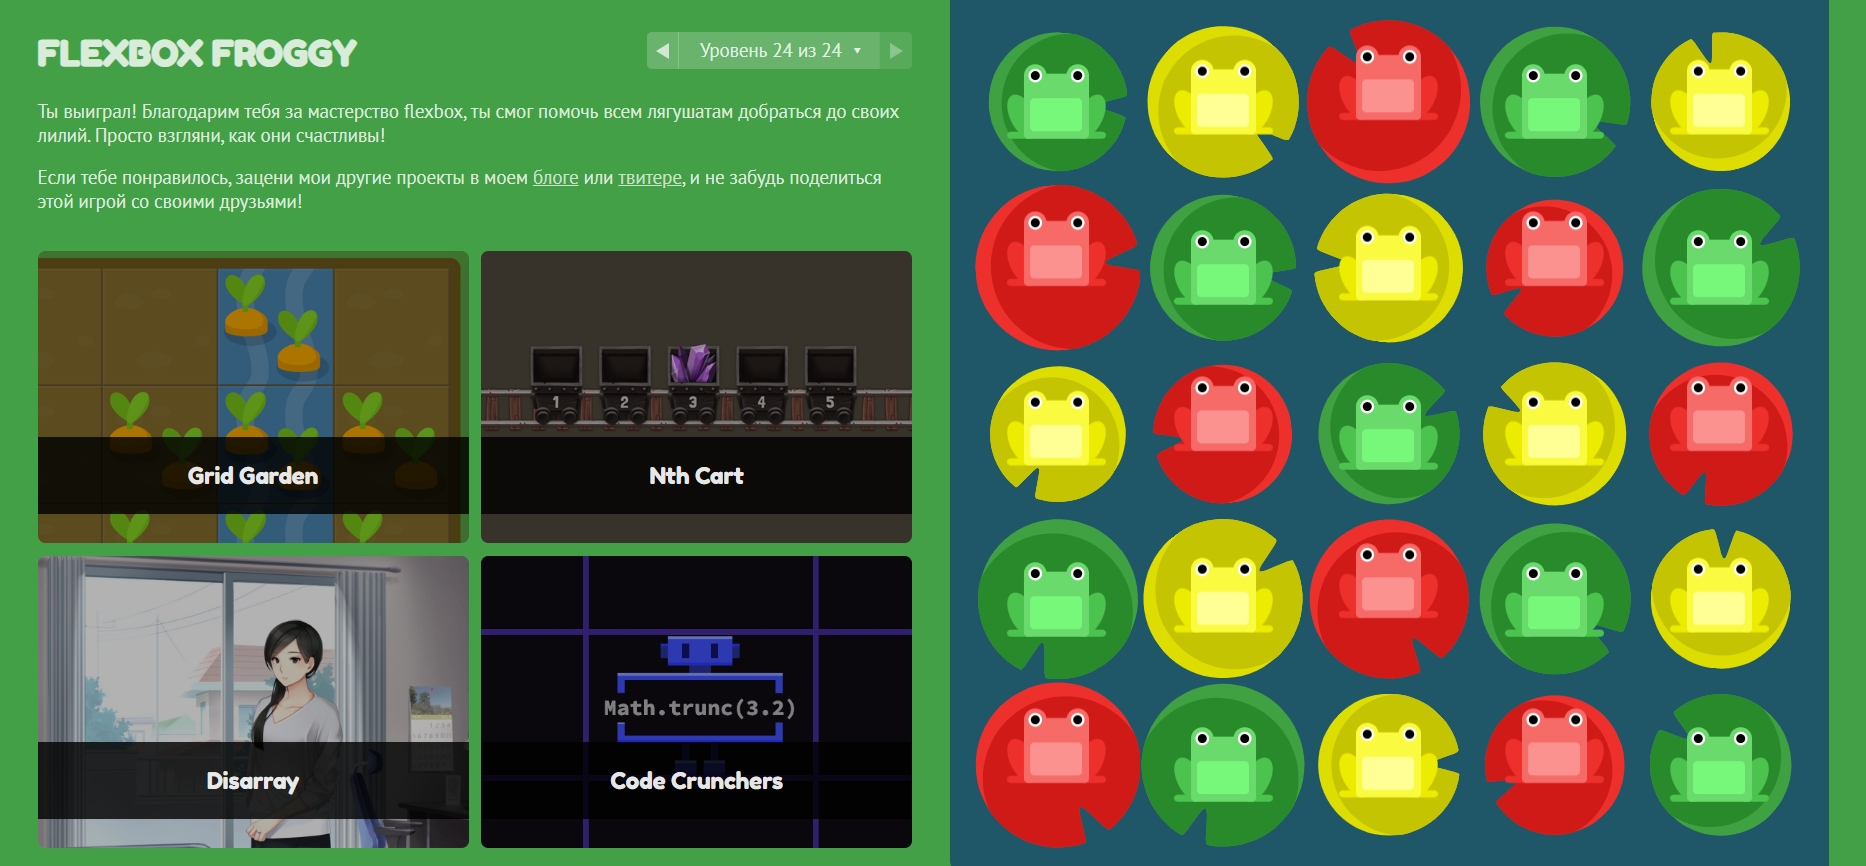 FLEXBOX FROGGY
Уровень 24 из 24
Ты выиграл! Благодарим тебя за мастерство flexbox, ты смог помочь всем лягушатам добраться до своих
лилий. Просто взгляни, как они счастливы!
Если тебе понравилось, зацени мои другие проекты в моем блоге или твитере, и не забудь поделиться
этой игрой со своими друзьями!
1 2 3 4 5
Grid Garden
Nth Cart
Math.trunc(3.2)
Disarray
Code Crunchers